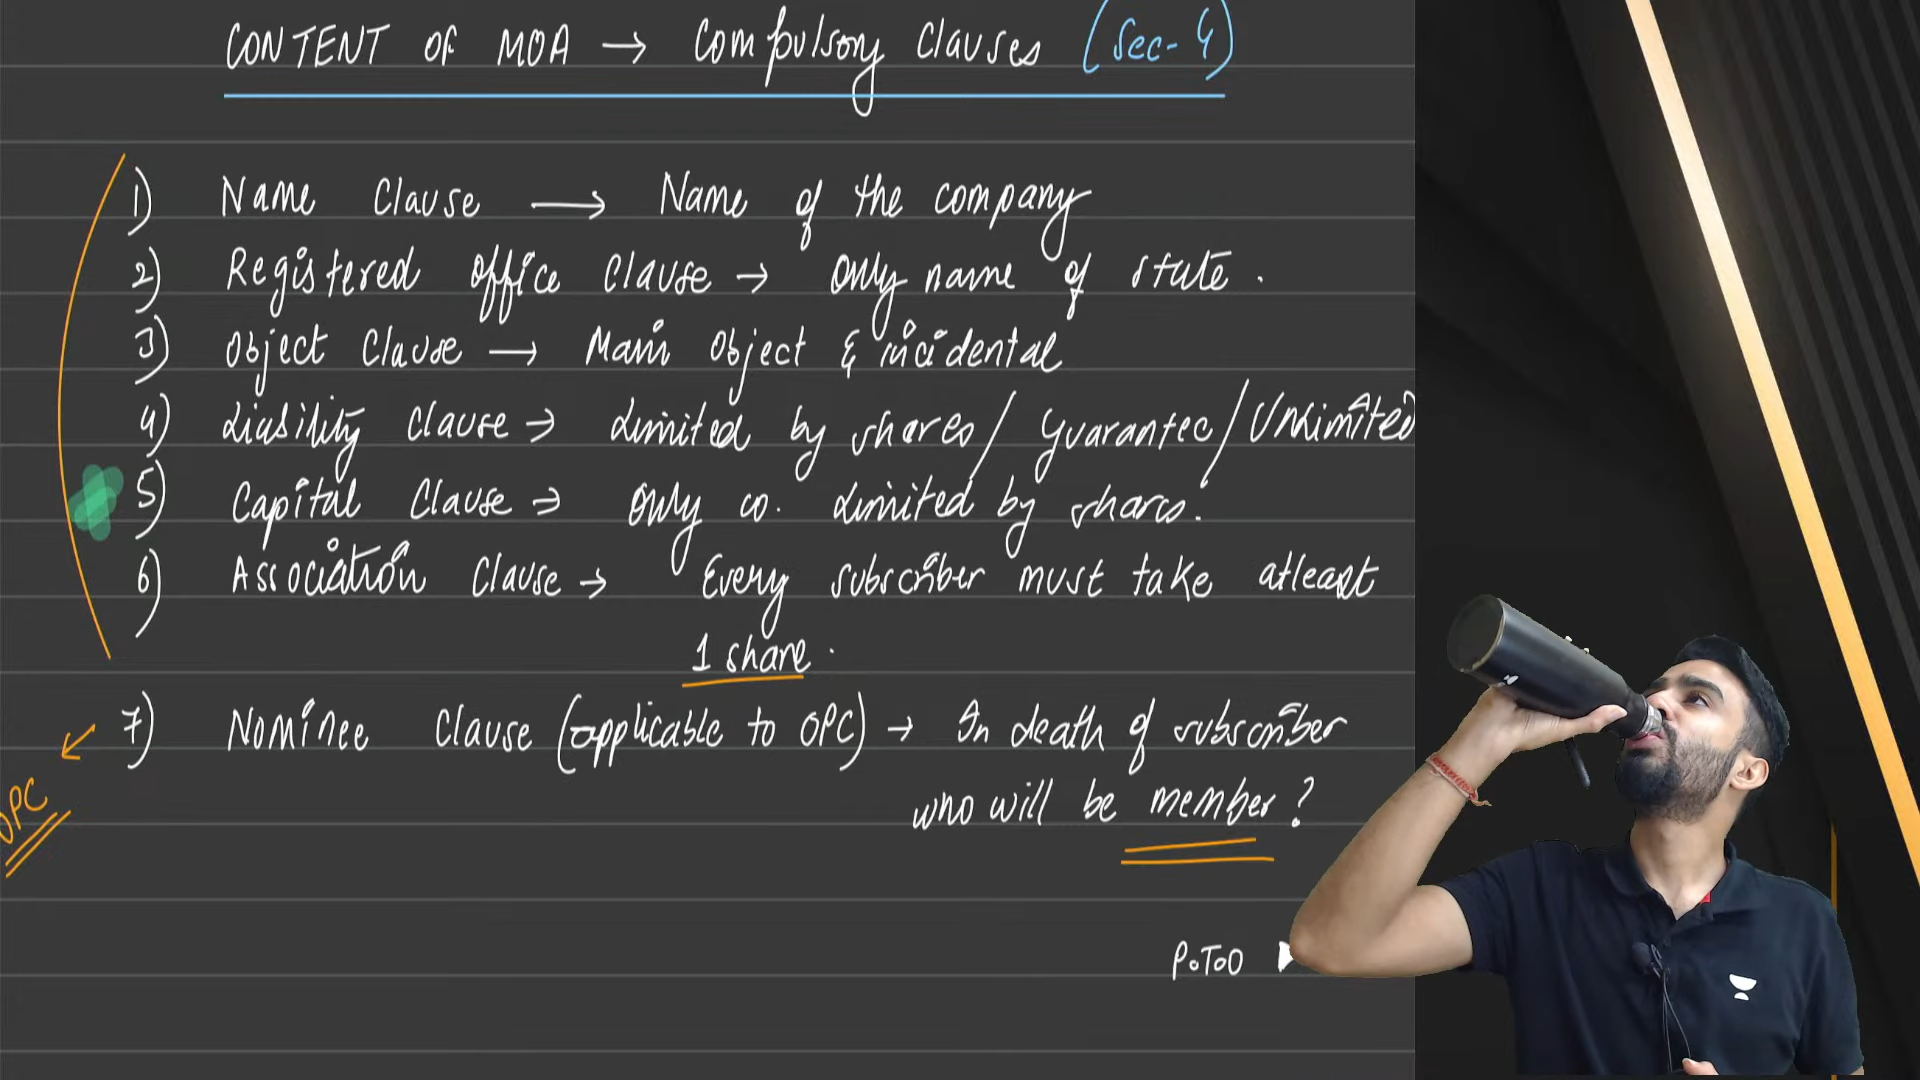 CONTENT OF MOA → Compulsory Clauses (Sec-4)
1) Name Clause → Name of the company
2) Registered office Clause → only name of state.
3) Object Clause → Main Object & incidental
4) Liability Clause → Limited by shares/ Guarantee/Unlimited
5) Capital Clause → only co. Limited by shares.
6) Association Clause → Every subscriber must take atleast
1 share.
7) Nominee Clause (applicable to OPC) → In death of subscriber
who will be member?
OPC
P.T.O